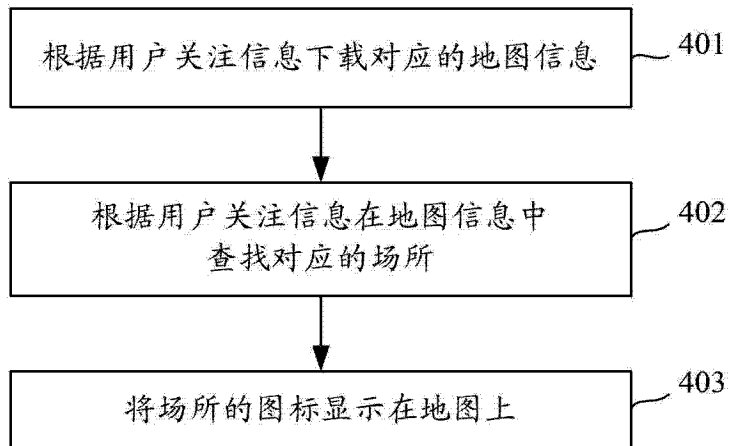 根据用户关注信息下载对应的地图信息
401
根据用户关注信息在地图信息中
查找对应的场所
402
将场所的图标显示在地图上
403